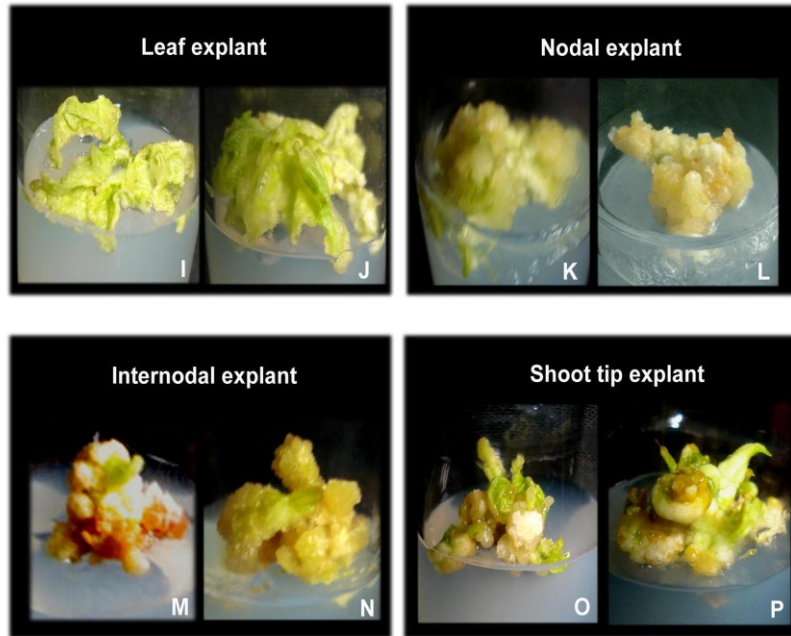 Leaf explant
Nodal explant
I
J
K
L
Internodal explant
Shoot tip explant
M
N
O
P